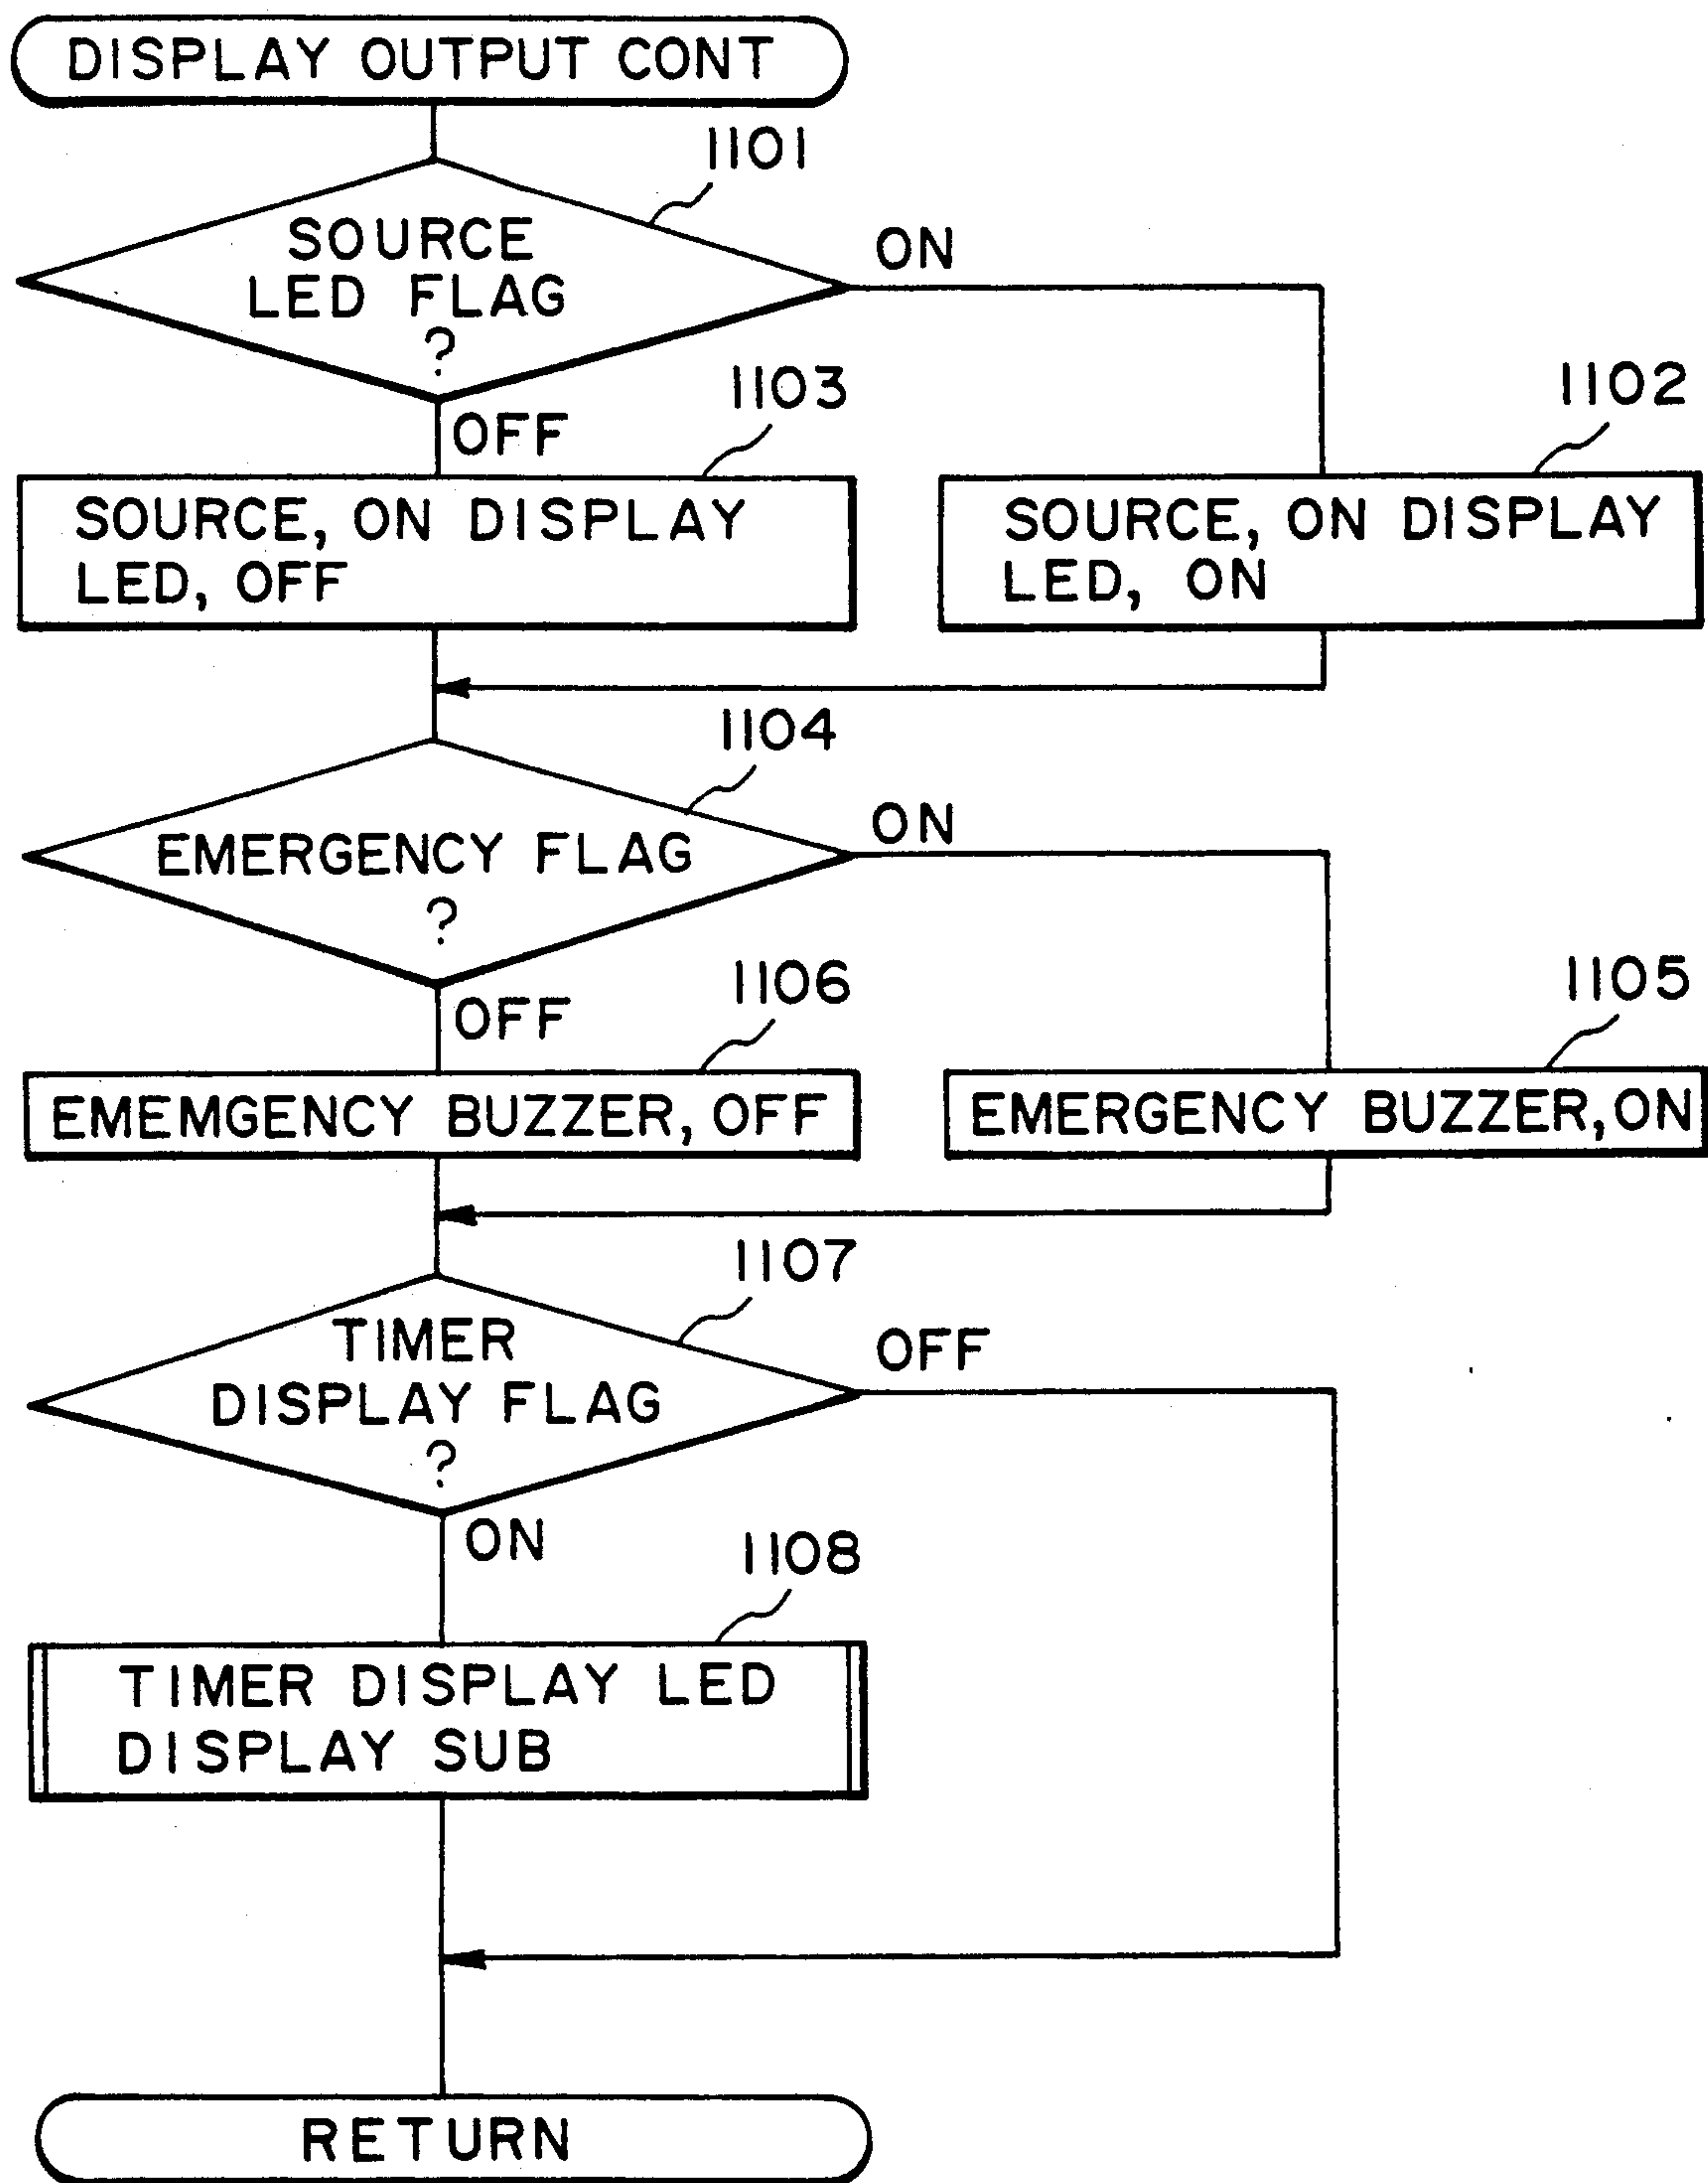 DISPLAY OUTPUT CONT
1101
SOURCE
LED FLAG
?
ON
OFF
1103
1102
SOURCE, ON DISPLAY
LED, OFF
SOURCE, ON DISPLAY
LED, ON
1104
EMERGENCY FLAG
?
ON
OFF
1106
1105
EMEMGENCY BUZZER, OFF
EMERGENCY BUZZER, ON
1107
TIMER
DISPLAY FLAG
?
OFF
ON
1108
TIMER DISPLAY LED
DISPLAY SUB
RETURN